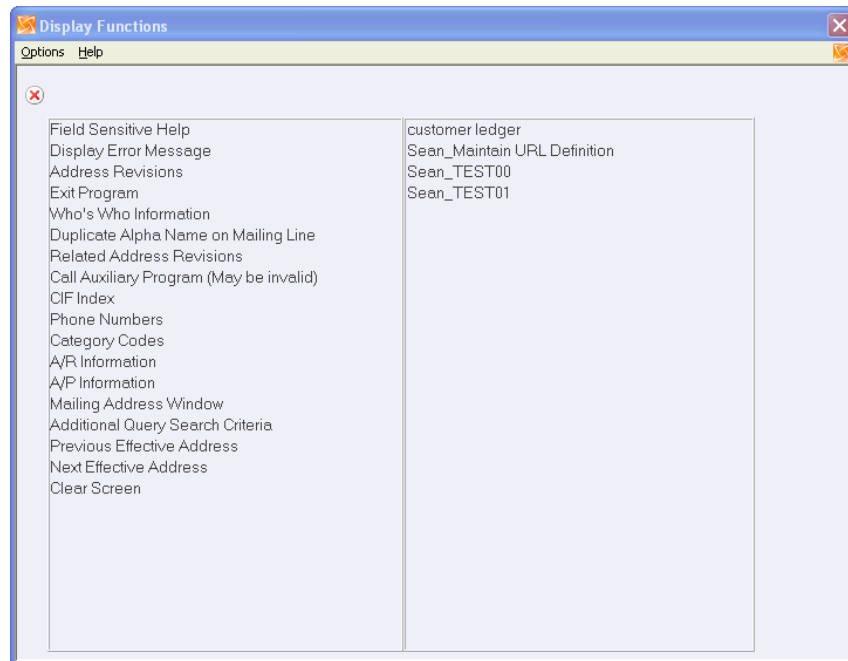 Display Functions
Options Help
Field Sensitive Help
Display Error Message
Address Revisions
Exit Program
Who's Who Information
Duplicate Alpha Name on Mailing Line
Related Address Revisions
Call Auxiliary Program (May be invalid)
CIF Index
Phone Numbers
Category Codes
A/R Information
A/P Information
Mailing Address Window
Additional Query Search Criteria
Previous Effective Address
Next Effective Address
Clear Screen
customer ledger
Sean_Maintain URL Definition
Sean_TEST00
Sean_TEST01